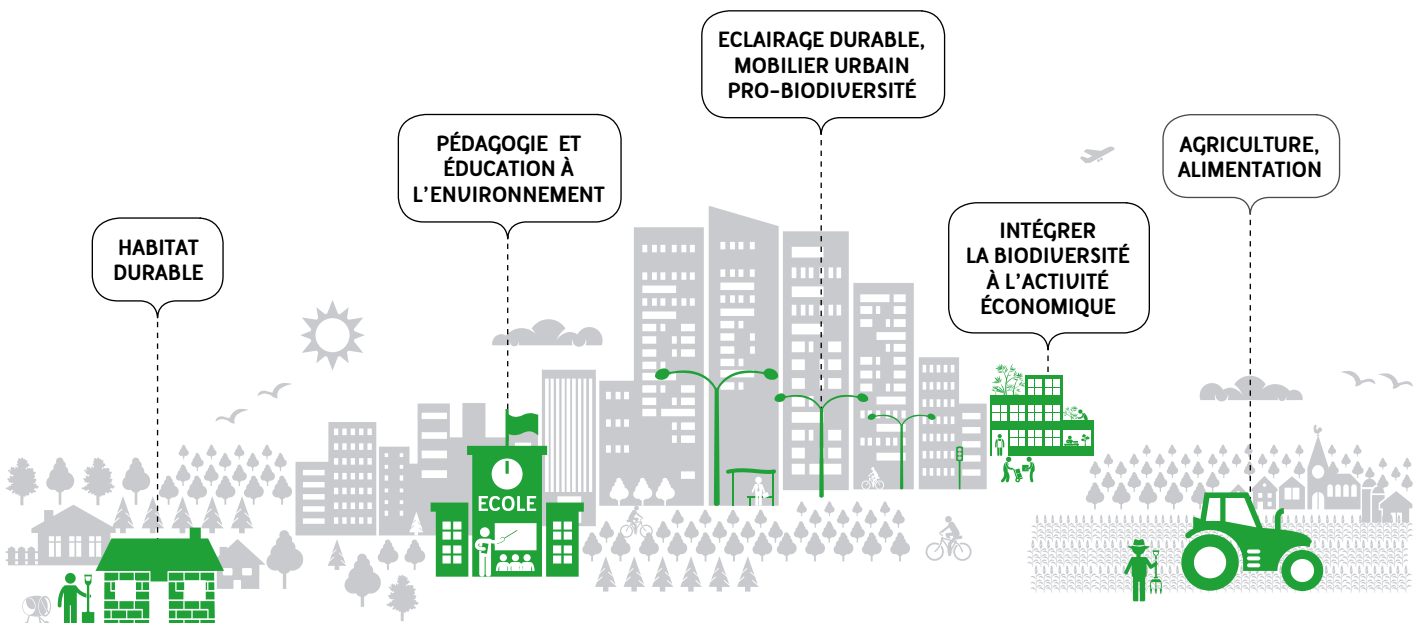 ECLAIRAGE DURABLE,
MOBILIER URBAIN
PRO-BIODIVERSITÉ
PÉDAGOGIE ET
ÉDUCATION À
L'ENVIRONNEMENT
AGRICULTURE,
ALIMENTATION
HABITAT
DURABLE
INTÉGRER
LA BIODIVERSITÉ
À L'ACTIVITÉ
ÉCONOMIQUE
ECOLE